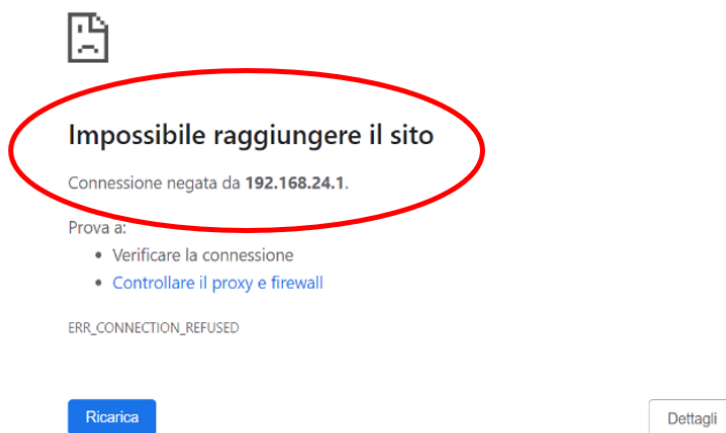 Impossibile raggiungere il sito
Connessione negata da 192.168.24.1.
Prova a:
• Verificare la connessione
• Controllare il proxy e firewall
ERR_CONNECTION_REFUSED
Ricarica
Dettagli